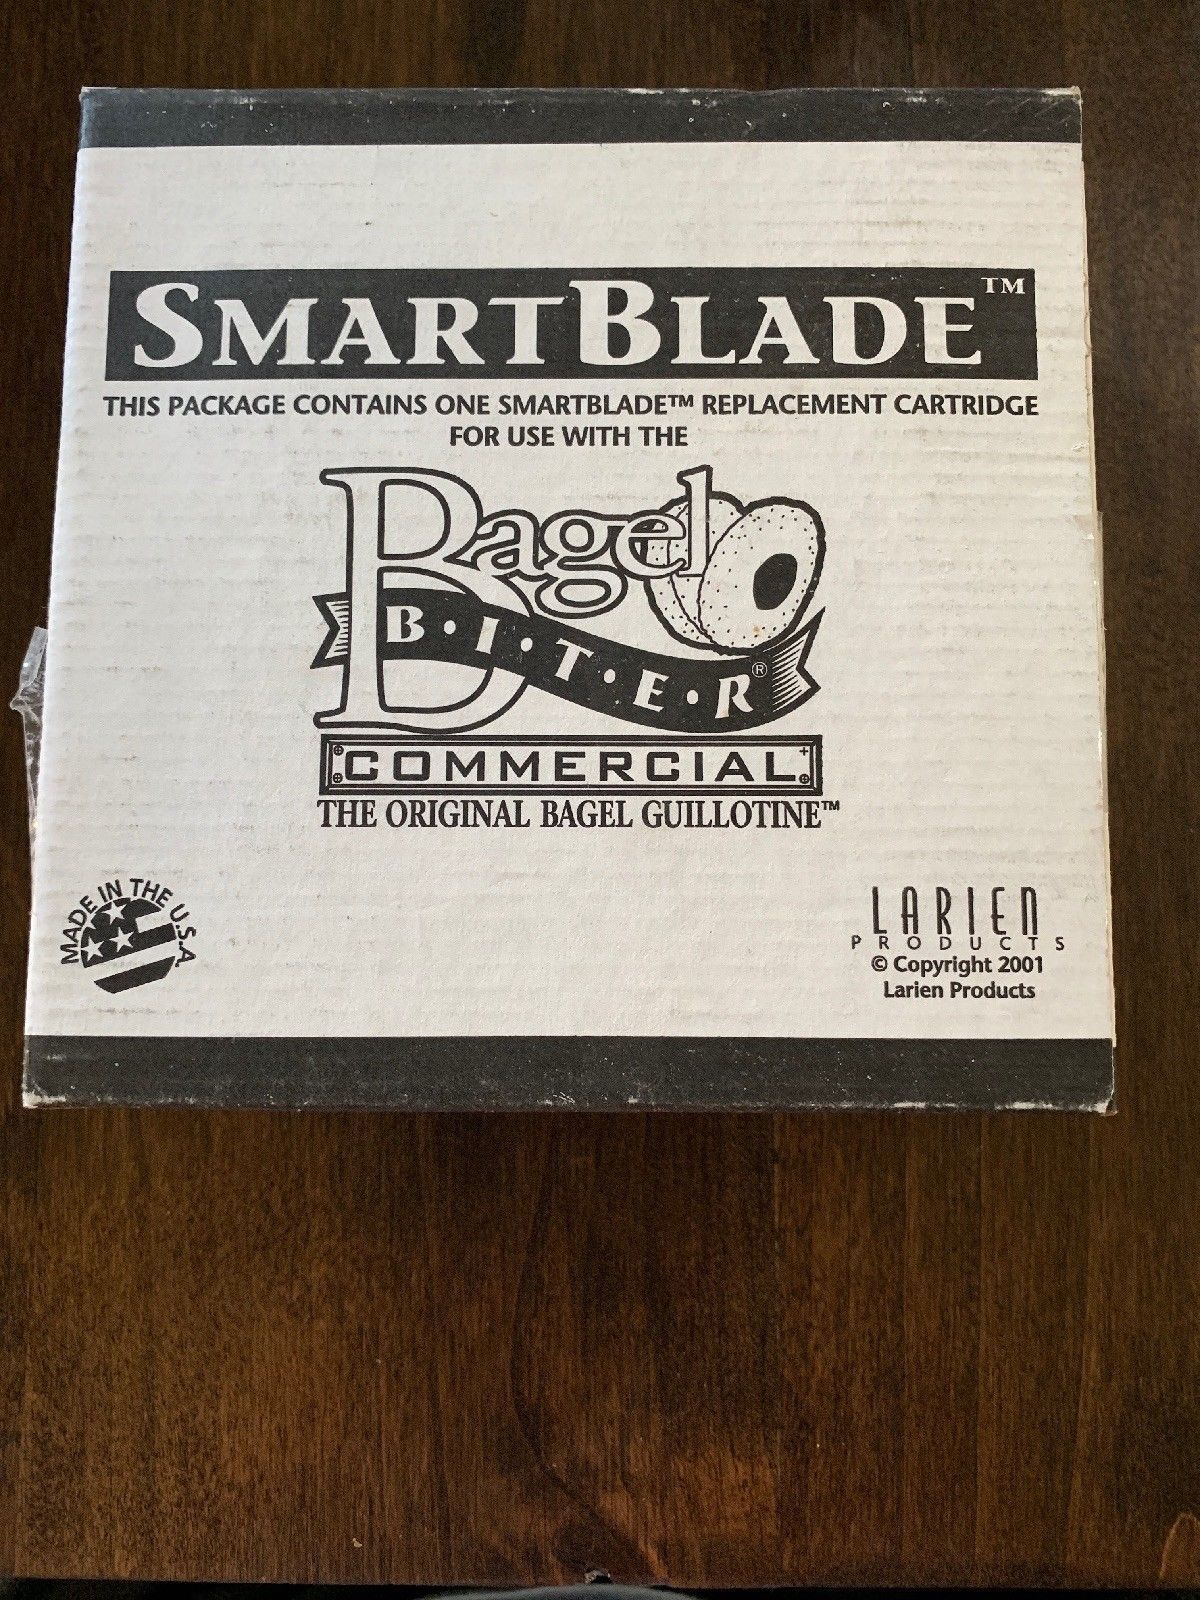 SMARTBLADE™
THIS PACKAGE CONTAINS ONE SMARTBLADE™ REPLACEMENT CARTRIDGE
FOR USE WITH THE
Bagel
B·I·T·E·R®
COMMERCIAL
THE ORIGINAL BAGEL GUILLOTINE™
MADE IN THE U.S.A.
LARIEN
PRODUCTS
© Copyright 2001
Larien Products